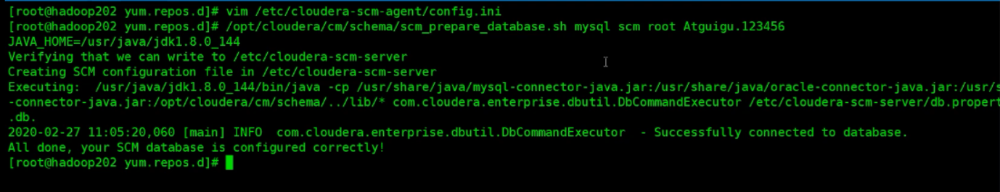 [root@hadoop202 yum.repos.d]# vim /etc/cloudera-scm-agent/config.ini
[root@hadoop202 yum.repos.d]# /opt/cloudera/cm/schema/scm_prepare_database.sh mysql scm root Atguigu.123456
JAVA_HOME=/usr/java/jdk1.8.0_144
Verifying that we can write to /etc/cloudera-scm-server
Creating SCM configuration file in /etc/cloudera-scm-server
Executing:  /usr/java/jdk1.8.0_144/bin/java -cp /usr/share/java/mysql-connector-java.jar:/usr/share/java/oracle-connector-java.jar:/usr/s
-connector-java.jar:/opt/cloudera/cm/schema/../lib/* com.cloudera.enterprise.dbutil.DbCommandExecutor /etc/cloudera-scm-server/db.propert
.db.
2020-02-27 11:05:20,060 [main] INFO  com.cloudera.enterprise.dbutil.DbCommandExecutor  - Successfully connected to database.
All done, your SCM database is configured correctly!
[root@hadoop202 yum.repos.d]#